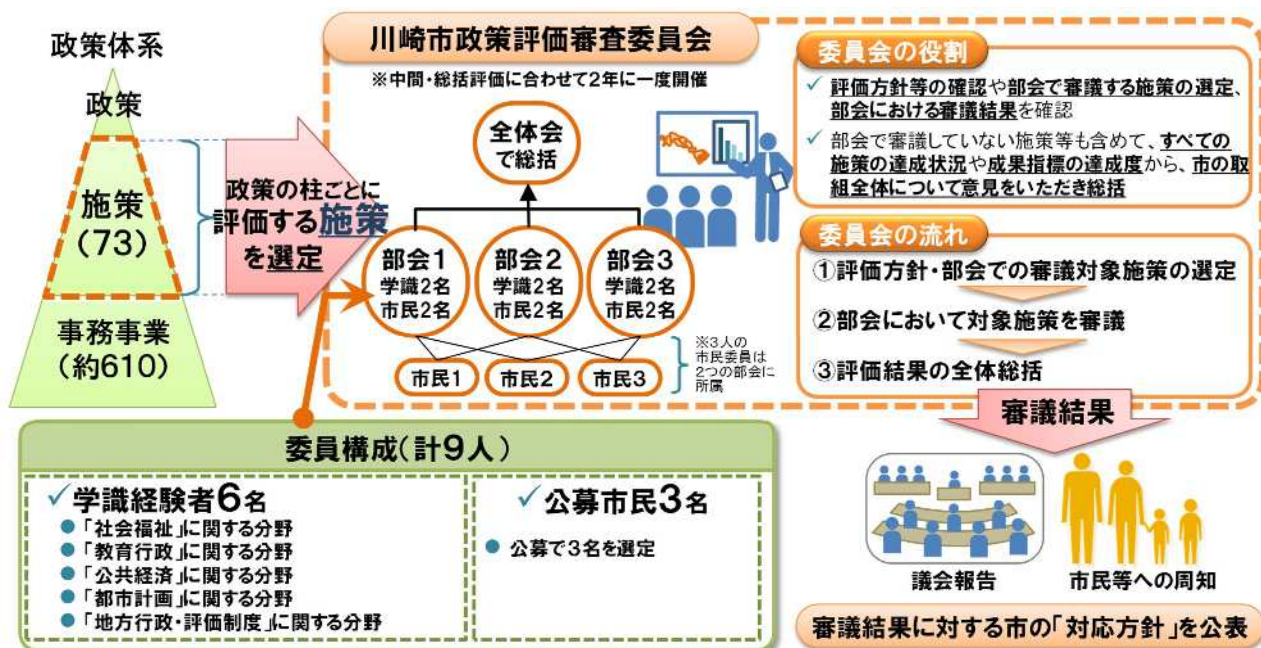 政策体系
政策
施策
(73)
事務事業
(約610)
政策の柱ごとに
評価する施策
を選定
川崎市政策評価審査委員会
※中間・総括評価に合わせて2年に一度開催
全体会
で総括
部会1
学識2名
市民2名
部会2
学識2名
市民2名
部会3
学識2名
市民2名
市民1
市民2
市民3
※3人の
市民委員は
2つの部会に
所属
委員会の役割
✓ 評価方針等の確認や部会で審議する施策の選定、
部会における審議結果を確認
✓ 部会で審議していない施策等も含めて、すべての
施策の達成状況や成果指標の達成度から、市の取
組全体について意見をいただき総括
委員会の流れ
①評価方針・部会での審議対象施策の選定
②部会において対象施策を審議
③評価結果の全体総括
審議結果
議会報告
市民等への周知
審議結果に対する市の「対応方針」を公表
委員構成(計9人)
✓学識経験者6名
●「社会福祉」に関する分野
●「教育行政」に関する分野
●「公共経済」に関する分野
●「都市計画」に関する分野
●「地方行政・評価制度」に関する分野
✓公募市民3名
● 公募で3名を選定